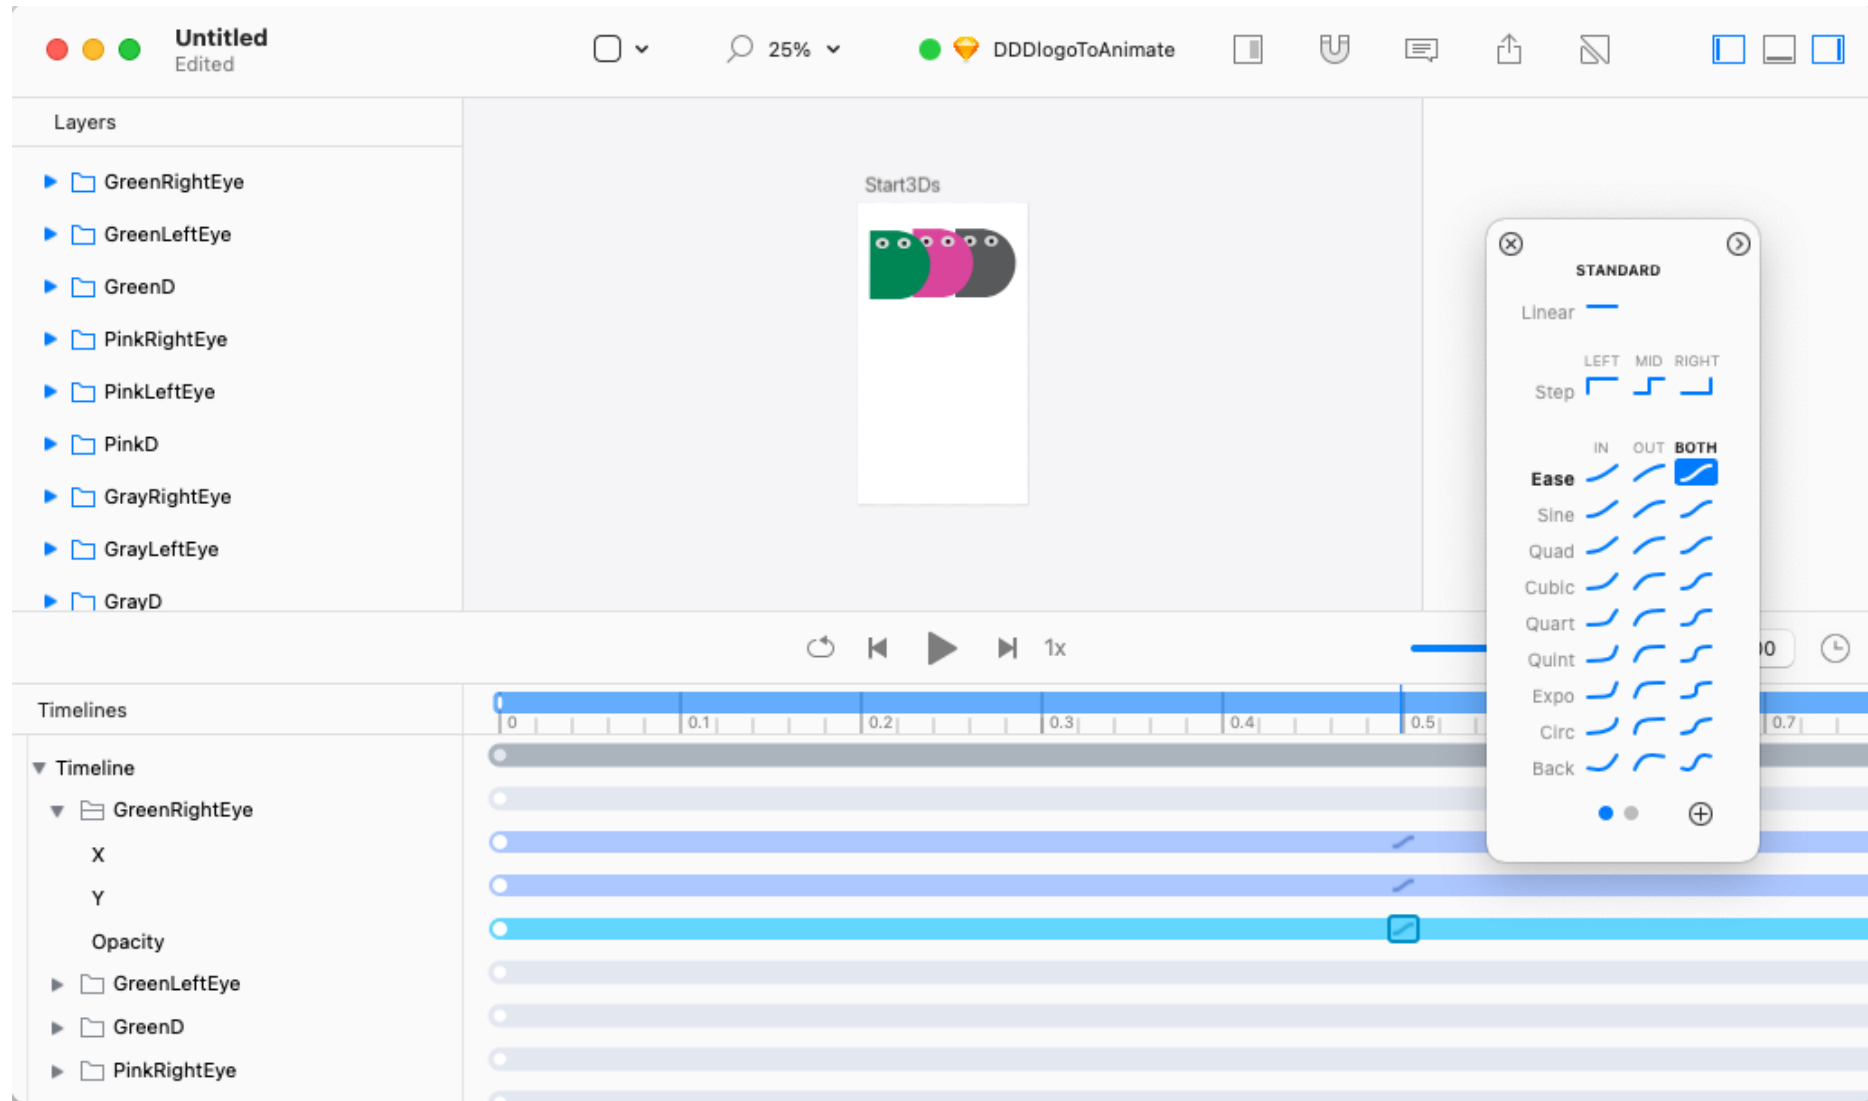 Untitled
Edited
25%
DDDlogoToAnimate
Layers
GreenRightEye
GreenLeftEye
GreenD
PinkRightEye
PinkLeftEye
PinkD
GrayRightEye
GrayLeftEye
GrayD
Start3Ds
STANDARD
Linear
LEFT MID RIGHT
Step
IN OUT BOTH
Ease
Sine
Quad
Cubic
Quart
Quint
Expo
Circ
Back
1x
Timelines
0 0.1 0.2 0.3 0.4 0.5 0.7
Timeline
GreenRightEye
X
Y
Opacity
GreenLeftEye
GreenD
PinkRightEye